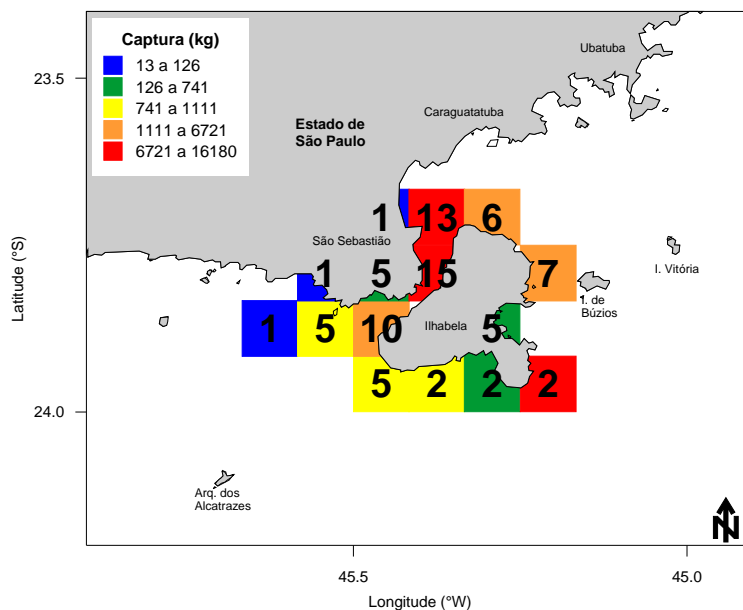 Captura (kg)
13 a 126
126 a 741
741 a 1111
1111 a 6721
6721 a 16180
Ubatuba
23.5
Caraguatatuba
Estado de
São Paulo
1 13 6
São Sebastião
1 5 15 7
I. Vitória
I. de
Búzios
1 5 10 Ilhabela 5
5 2 2 2
24.0
Arq. dos
Alcatrazes
N
45.5 45.0
Longitude (°W)
Latitude (°S)